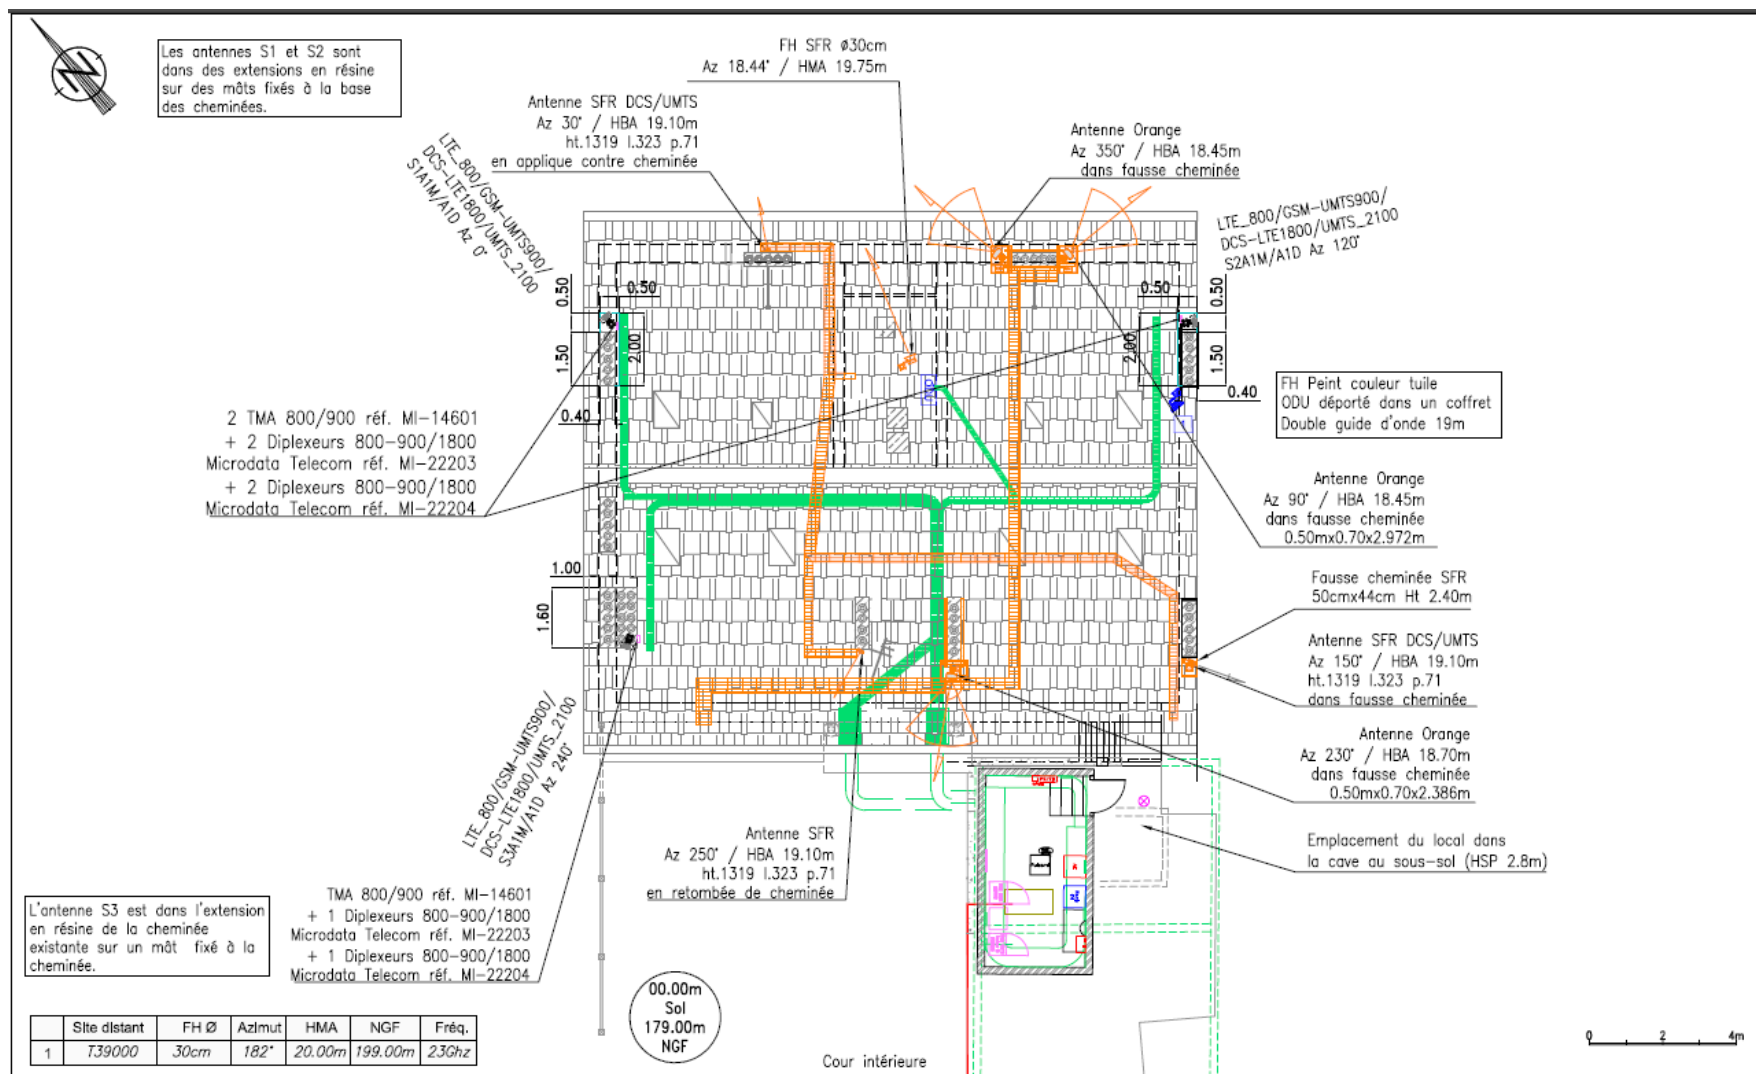 Les antennes S1 et S2 sont
dans des extensions en résine
sur des mâts fixés à la base
des cheminées.
FH SFR ø30cm
Az 18.44° / HMA 19.75m
Antenne SFR DCS/UMTS
Az 30° / HBA 19.10m
ht.1319 l.323 p.71
en applique contre cheminée
Antenne Orange
Az 350° / HBA 18.45m
dans fausse cheminée
LTE_800/GSM-UMTS900/
DCS-LTE1800/UMTS_2100
S1A1M/A1D Az 0°
LTE_800/GSM-UMTS900/
DCS-LTE1800/UMTS_2100
S2A1M/A1D Az 120°
0.50
0.50
0.50
0.50
1.50
2.00
2.00
1.50
0.40
0.40
FH Peint couleur tuile
ODU déporté dans un coffret
Double guide d'onde 19m
2 TMA 800/900 réf. MI-14601
+ 2 Diplexeurs 800-900/1800
Microdata Telecom réf. MI-22203
+ 2 Diplexeurs 800-900/1800
Microdata Telecom réf. MI-22204
Antenne Orange
Az 90° / HBA 18.45m
dans fausse cheminée
0.50mx0.70x2.972m
1.00
1.60
Fausse cheminée SFR
50cmx44cm Ht 2.40m
Antenne SFR DCS/UMTS
Az 150° / HBA 19.10m
ht.1319 l.323 p.71
dans fausse cheminée
LTE_800/GSM-UMTS900/
DCS-LTE1800/UMTS_2100
S3A1M/A1D Az 240°
Antenne Orange
Az 230° / HBA 18.70m
dans fausse cheminée
0.50mx0.70x2.386m
Antenne SFR
Az 250° / HBA 19.10m
ht.1319 l.323 p.71
en retombée de cheminée
Emplacement du local dans
la cave au sous-sol (HSP 2.8m)
TMA 800/900 réf. MI-14601
+ 1 Diplexeurs 800-900/1800
Microdata Telecom réf. MI-22203
+ 1 Diplexeurs 800-900/1800
Microdata Telecom réf. MI-22204
L'antenne S3 est dans l'extension
en résine de la cheminée
existante sur un mât fixé à la
cheminée.
00.00m
Sol
179.00m
NGF
Site distant FH Ø Azimut HMA NGF Fréq.
1 T39000 30cm 182° 20.00m 199.00m 23Ghz
Cour intérieure
0 2 4m